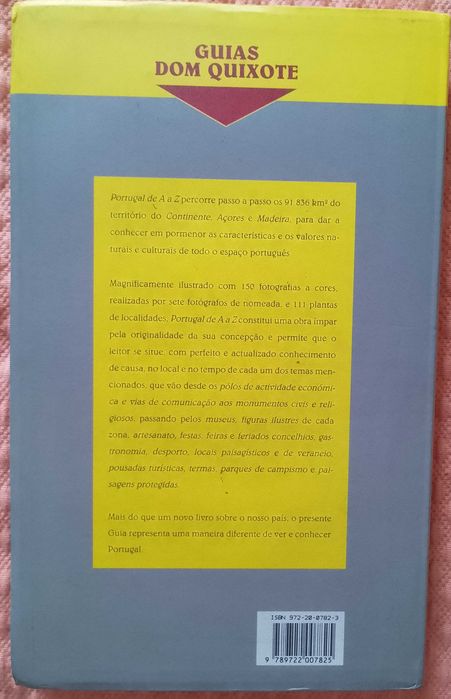 GUIAS
DOM QUIXOTE
Portugal de A a Z percorre passo a passo os 91 836 km² do
território do Continente, Açores e Madeira, para dar a
conhecer em pormenor as características e os valores na-
turais e culturais de todo o espaço português
Magnificamente ilustrado com 150 fotografias a cores,
realizadas por sete fotógrafos de nomeada, e 111 plantas
de localidades, Portugal de A a Z constitui uma obra ímpar
pela originalidade da sua concepção e permite que o
leitor se situe, com perfeito e actualizado conhecimento
de causa, no local e no tempo de cada um dos temas men-
cionados, que vão desde os pólos de actividade económi-
ca e vias de comunicação aos monumentos civis e reli-
giosos, passando pelos museus, figuras ilustres de cada
zona, artesanato, festas, feiras e feriados concelhios, gas-
tronomia, desporto, locais paisagísticos e de veraneio,
pousadas turísticas, termas, parques de campismo e pai-
sagens protegidas.
Mais do que um novo livro sobre o nosso país, o presente
Guia representa uma maneira diferente de ver e conhecer
Portugal.
ISBN 972-20-0782-3
9 789722 007825